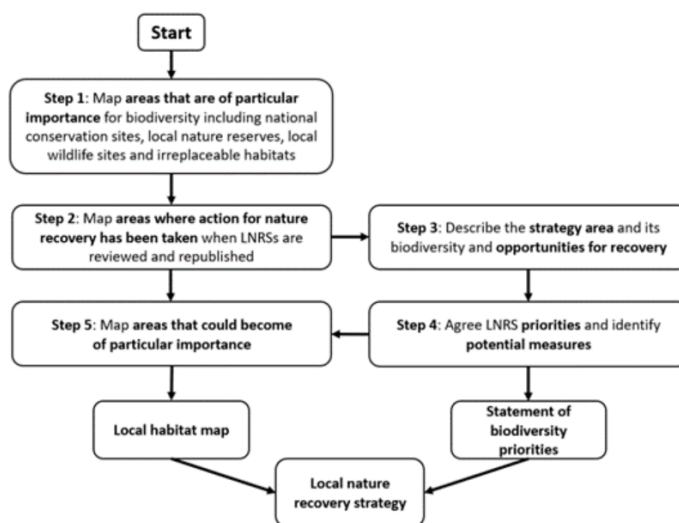 Start
Step 1: Map areas that are of particular
importance for biodiversity including national
conservation sites, local nature reserves, local
wildlife sites and irreplaceable habitats
Step 2: Map areas where action for nature
recovery has been taken when LNRSs are
reviewed and republished
Step 3: Describe the strategy area and its
biodiversity and opportunities for recovery
Step 4: Agree LNRS priorities and identify
potential measures
Step 5: Map areas that could become
of particular importance
Local habitat map
Statement of
biodiversity
priorities
Local nature
recovery strategy